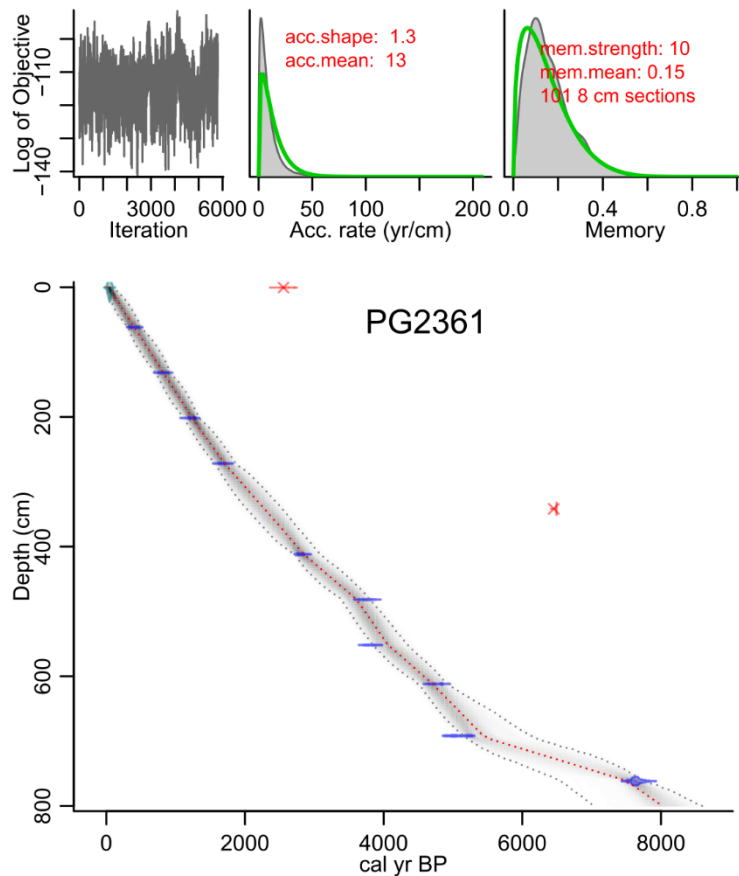 Log of Objective
-110
-140
0
3000
6000
Iteration
acc.shape: 1.3
acc.mean: 13
0
50
100
200
Acc. rate (yr/cm)
mem.strength: 10
mem.mean: 0.15
101 8 cm sections
0.0
0.4
0.8
Memory
PG2361
Depth (cm)
0
200
400
600
800
0
2000
4000
6000
8000
cal yr BP